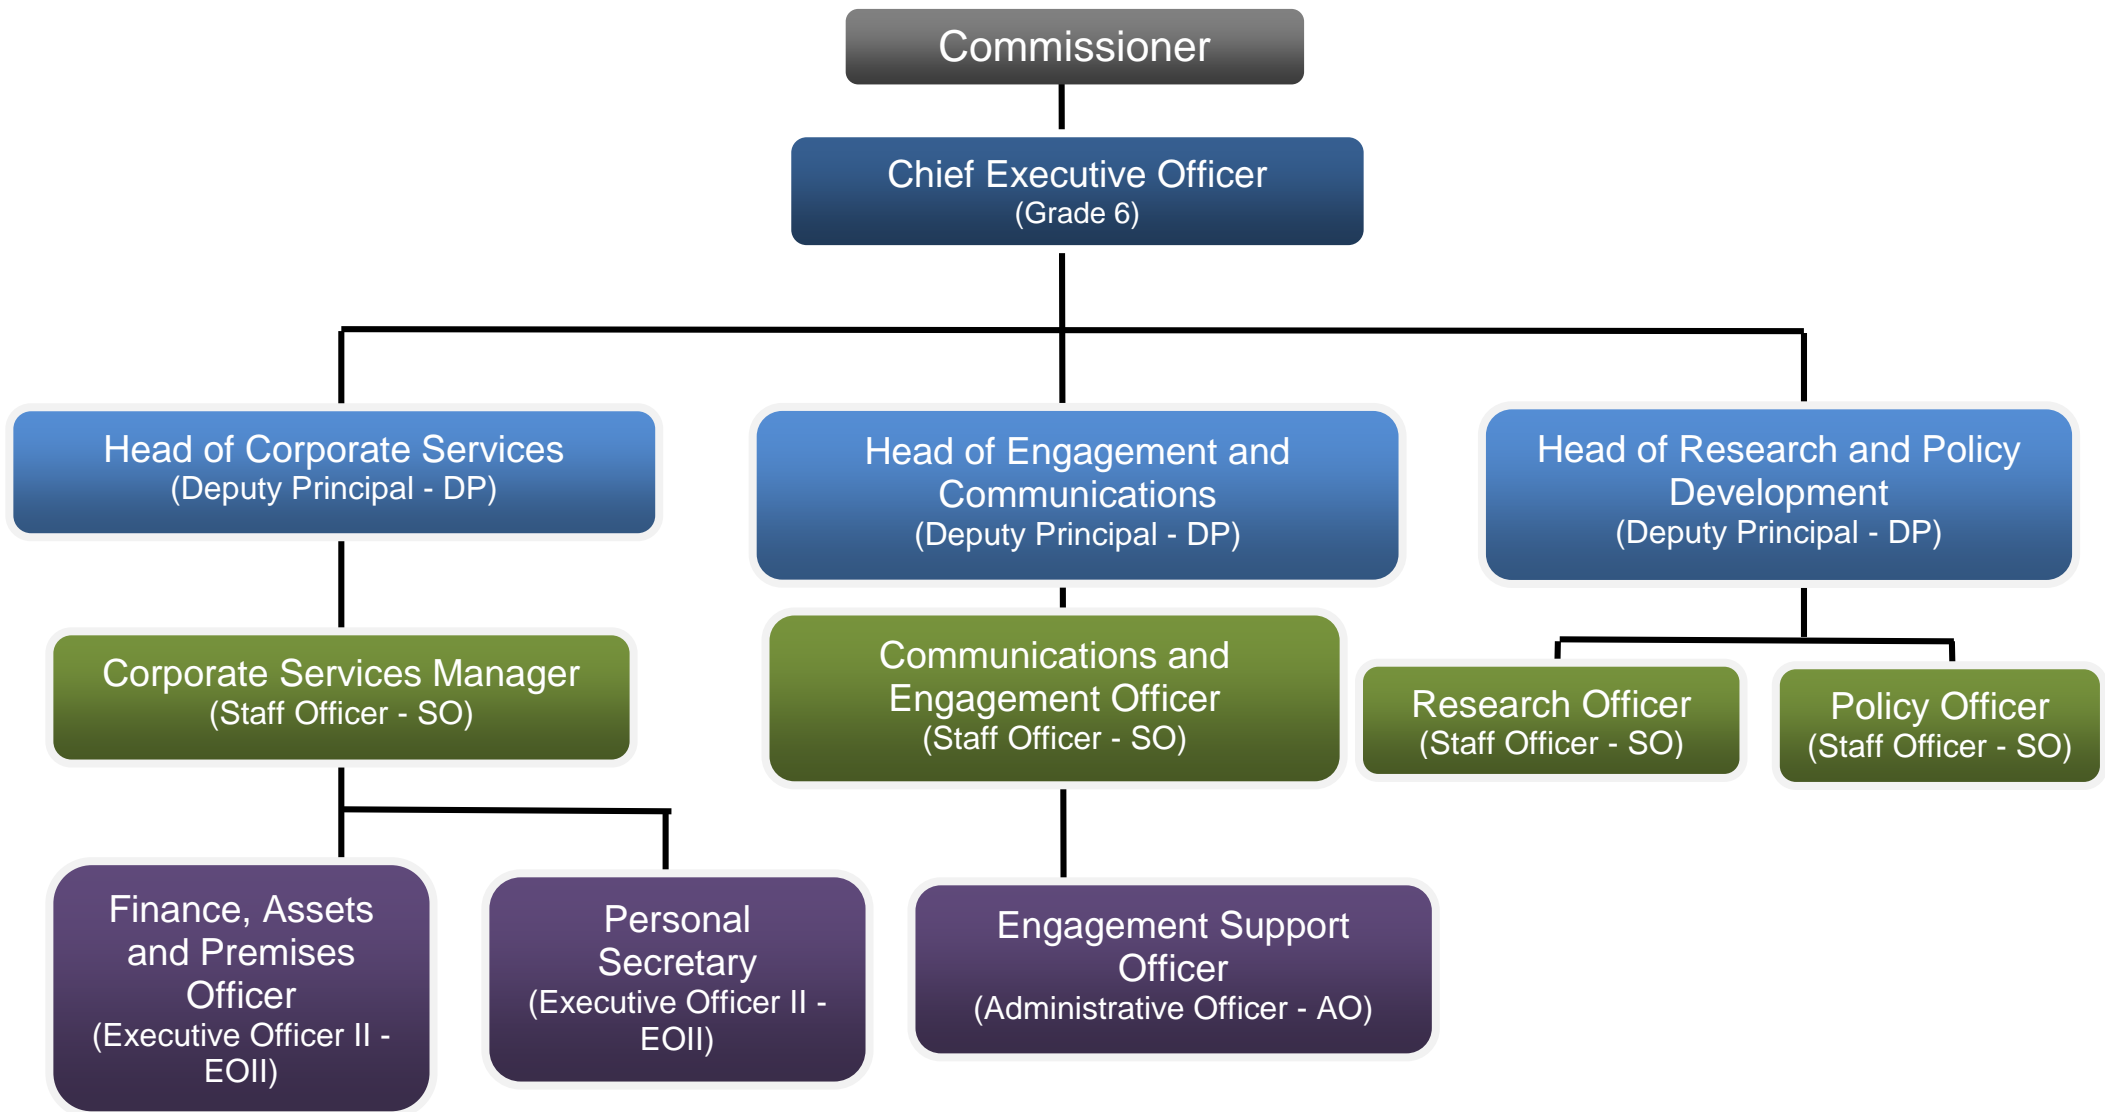 Commissioner
Chief Executive Officer
(Grade 6)
Head of Corporate Services
(Deputy Principal - DP)
Head of Engagement and
Communications
(Deputy Principal - DP)
Head of Research and Policy
Development
(Deputy Principal - DP)
Corporate Services Manager
(Staff Officer - SO)
Communications and
Engagement Officer
(Staff Officer - SO)
Research Officer
(Staff Officer - SO)
Policy Officer
(Staff Officer - SO)
Finance, Assets
and Premises
Officer
(Executive Officer II -
EOII)
Personal
Secretary
(Executive Officer II -
EOII)
Engagement Support
Officer
(Administrative Officer - AO)